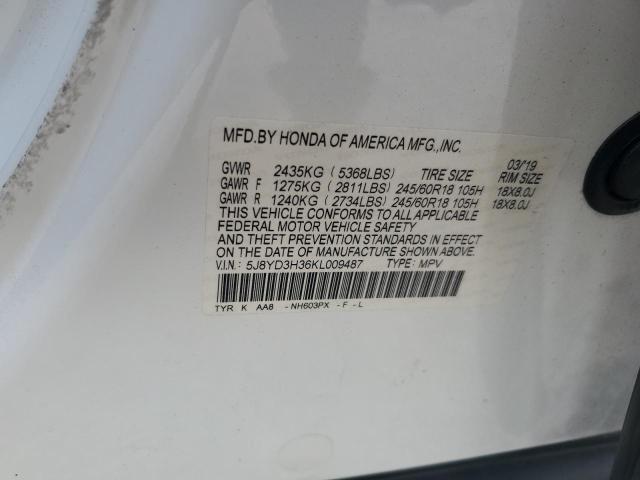 MFD.BY HONDA OF AMERICA MFG.,INC.
03/19
GVWR 2435KG ( 5368LBS) TIRE SIZE RIM SIZE
GAWR F 1275KG ( 2811LBS) 245/60R18 105H 18X8.0J
GAWR R 1240KG ( 2734LBS) 245/60R18 105H 18X8.0J
THIS VEHICLE CONFORMS TO ALL APPLICABLE
FEDERAL MOTOR VEHICLE SAFETY
AND THEFT PREVENTION STANDARDS IN EFFECT
ON THE DATE OF MANUFACTURE SHOWN ABOVE.
V.I.N.: 5J8YD3H36KL009487 TYPE: MPV
TYR K AA8 -NH603PX -F-L